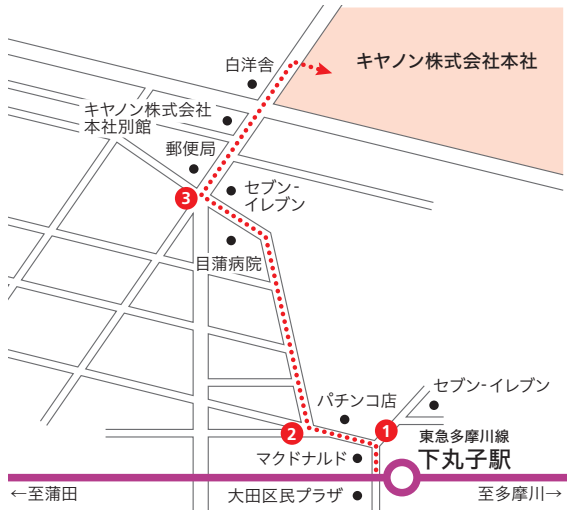 白洋舎
キヤノン株式会社本社
キヤノン株式会社
本社別館
郵便局
セブン-
イレブン
3
目蒲病院
セブン-イレブン
パチンコ店
1
2
東急多摩川線
マクドナルド
下丸子駅
←至蒲田
大田区民プラザ
至多摩川→